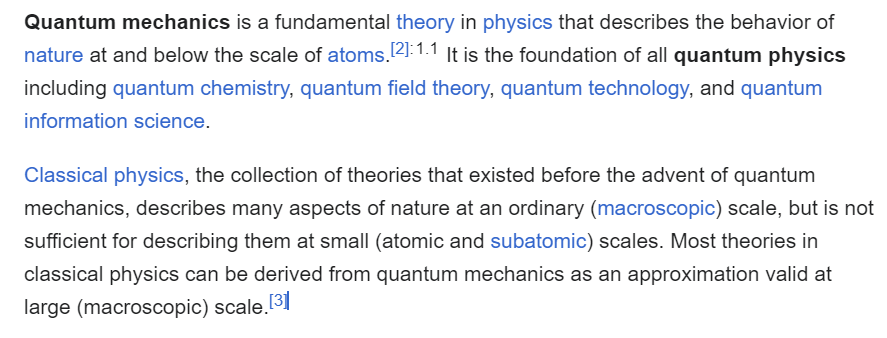 Quantum mechanics is a fundamental theory in physics that describes the behavior of
nature at and below the scale of atoms.[2]:1.1 It is the foundation of all quantum physics
including quantum chemistry, quantum field theory, quantum technology, and quantum
information science.
Classical physics, the collection of theories that existed before the advent of quantum
mechanics, describes many aspects of nature at an ordinary (macroscopic) scale, but is not
sufficient for describing them at small (atomic and subatomic) scales. Most theories in
classical physics can be derived from quantum mechanics as an approximation valid at
large (macroscopic) scale.[3]